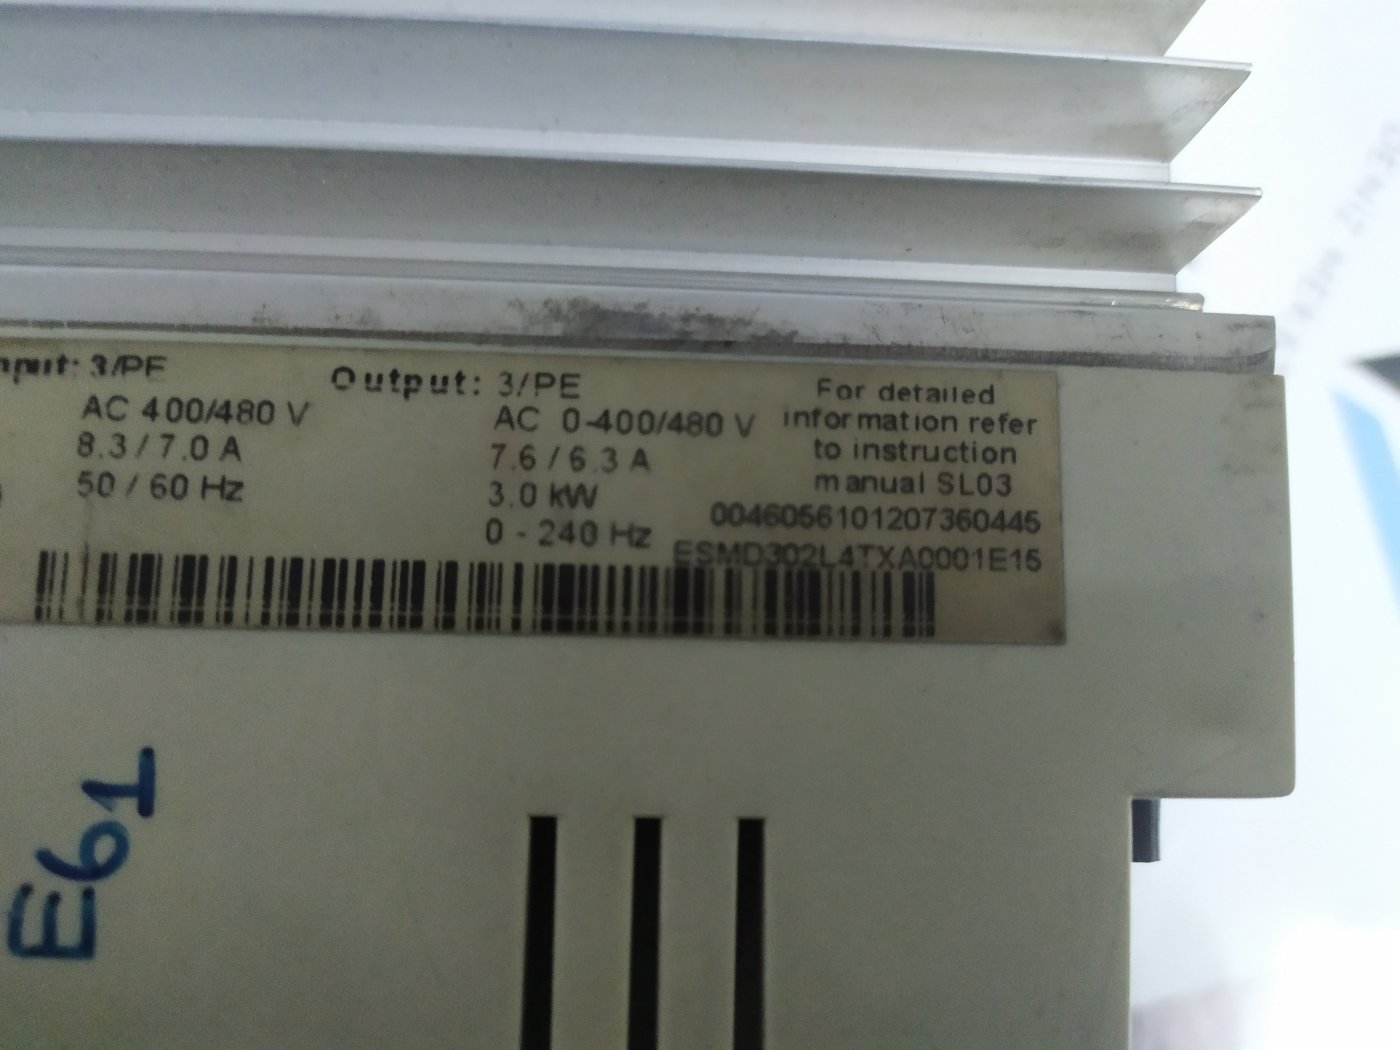 Input: 3/PE
AC 400/480 V
8.3 / 7.0 A
50 / 60 Hz
Output: 3/PE
AC 0-400/480 V
7.6 / 6.3 A
3.0 kW
0 - 240 Hz
For detailed
information refer
to instruction
manual SL03
0046056101207360445
ESMD302L4TXA0001E15
E61